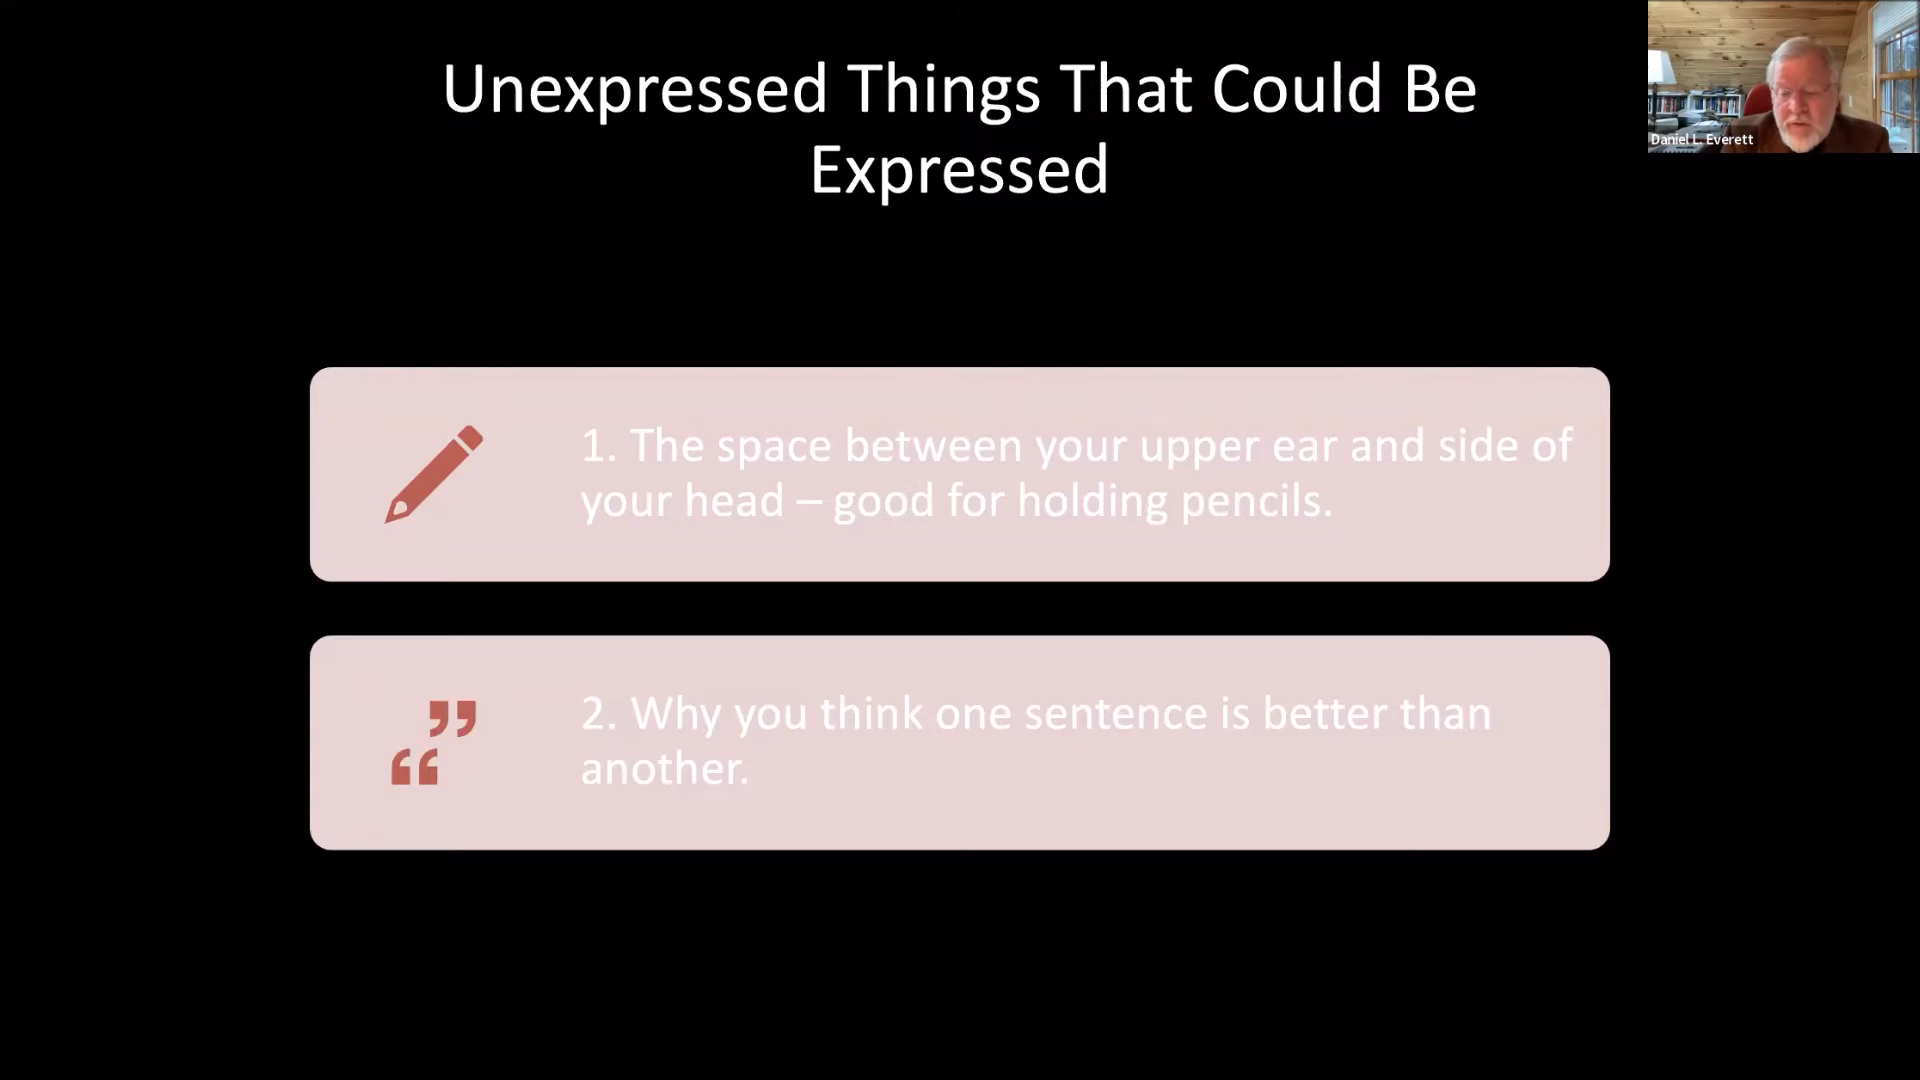 Unexpressed Things That Could Be
Expressed
Daniel L. Everett
1. The space between your upper ear and side of
your head – good for holding pencils.
2. Why you think one sentence is better than
another.